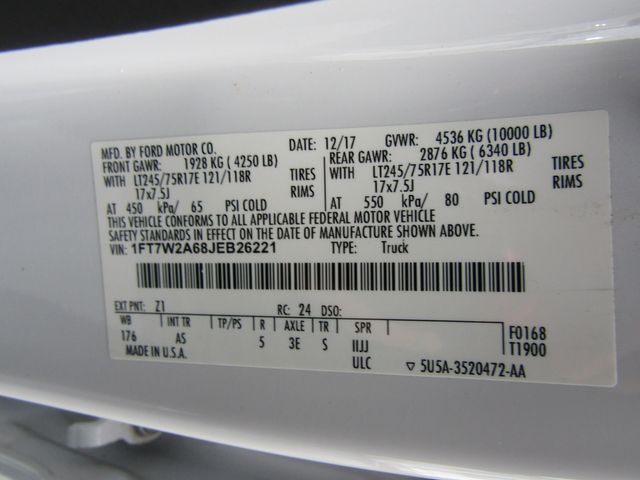 MFD. BY FORD MOTOR CO. DATE: 12/17 GVWR: 4536 KG (10000 LB)
FRONT GAWR: 1928 KG (4250 LB) REAR GAWR: 2876 KG (6340 LB)
WITH LT245/75R17E 121/118R TIRES WITH LT245/75R17E 121/118R TIRES
17x7.5J RIMS 17x7.5J RIMS
AT 450 kPa/ 65 PSI COLD AT 550 kPa/ 80 PSI COLD
THIS VEHICLE CONFORMS TO ALL APPLICABLE FEDERAL MOTOR VEHICLE
SAFETY STANDARDS IN EFFECT ON THE DATE OF MANUFACTURE SHOWN ABOVE.
VIN: 1FT7W2A68JEB26221 TYPE: Truck
EXT PNT: Z1 RC: 24 DSO:
WB INT TR TP/PS R AXLE TR SPR F0168
176 AS 5 3E S IIJJ T1900
MADE IN U.S.A. ULC ▽ 5U5A-3520472-AA